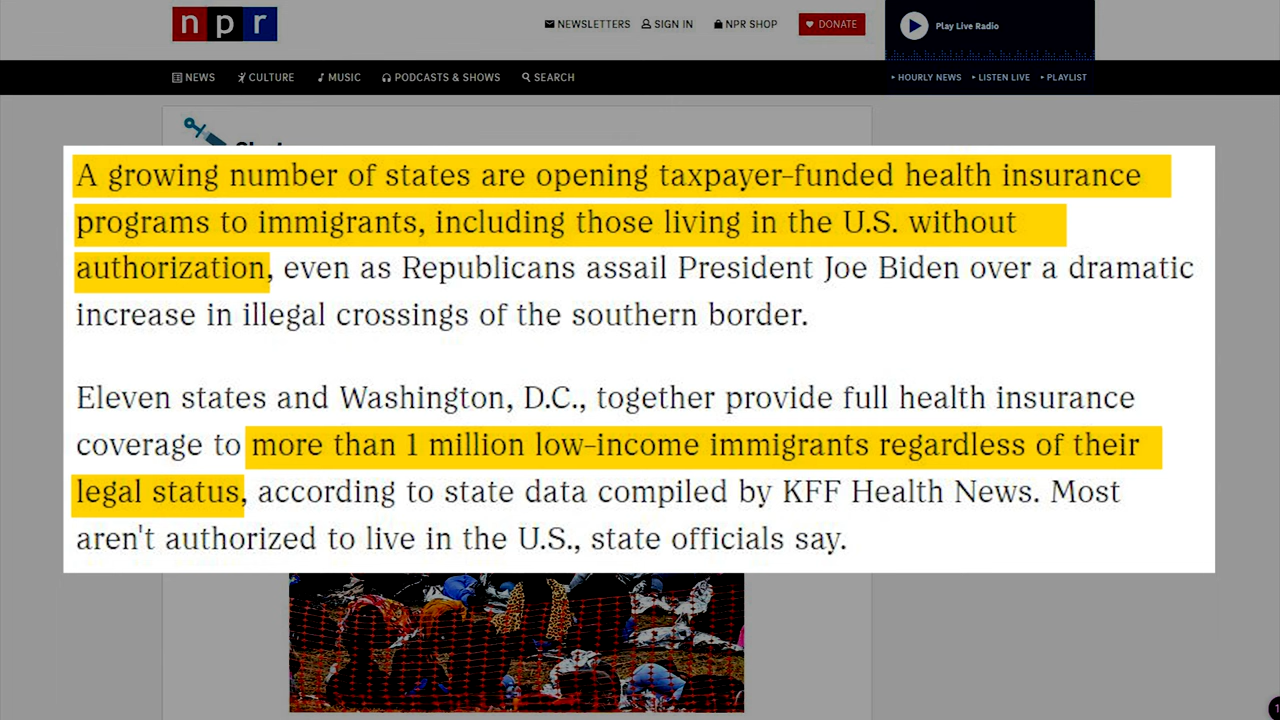 npr
NEWSLETTERS SIGN IN NPR SHOP DONATE
Play Live Radio
NEWS CULTURE MUSIC PODCASTS & SHOWS SEARCH
HOURLY NEWS LISTEN LIVE PLAYLIST
A growing number of states are opening taxpayer-funded health insurance
programs to immigrants, including those living in the U.S. without
authorization, even as Republicans assail President Joe Biden over a dramatic
increase in illegal crossings of the southern border.
Eleven states and Washington, D.C., together provide full health insurance
coverage to more than 1 million low-income immigrants regardless of their
legal status, according to state data compiled by KFF Health News. Most
aren't authorized to live in the U.S., state officials say.